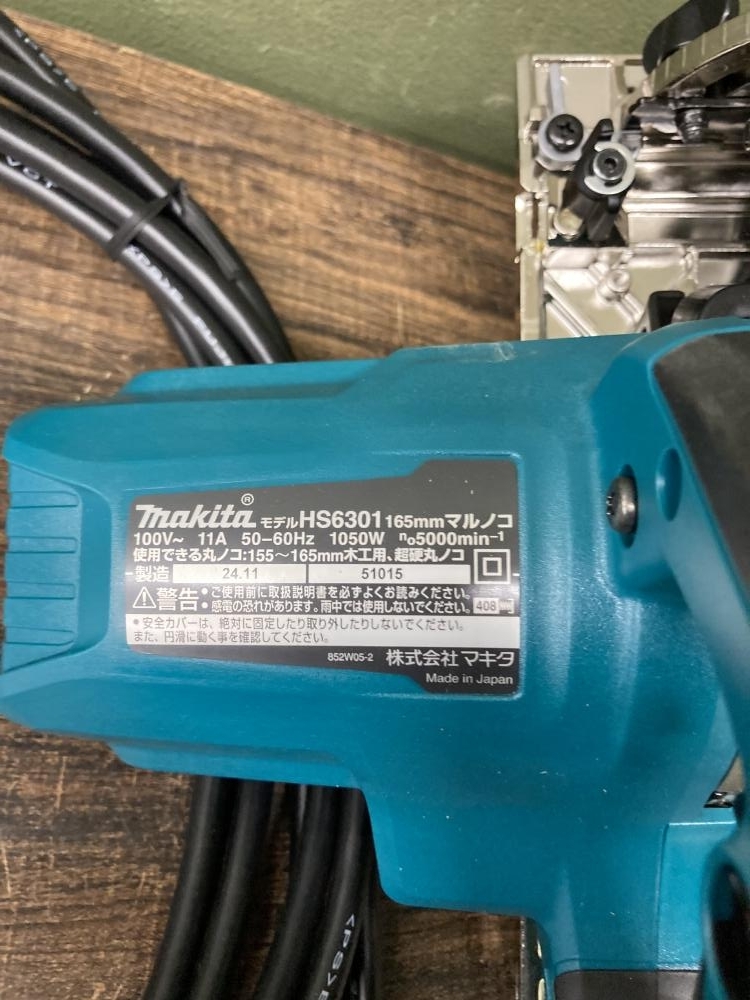 makita® モデルHS6301 165mmマルノコ
100V~ 11A 50-60Hz 1050W n₀5000min⁻¹
使用できる丸ノコ:155~165mm木工用、超硬丸ノコ
製造 24.11 51015
⚠警告:ご使用前に取扱説明書を必ずよくお読みください。
感電の恐れがあります。雨中では使用しないでください。 408
●安全カバーは、絶対に固定したり取り外したりしないでください。
また、円滑に動く事を確認してください。
852W05-2 株式会社マキタ
Made in Japan
VCT